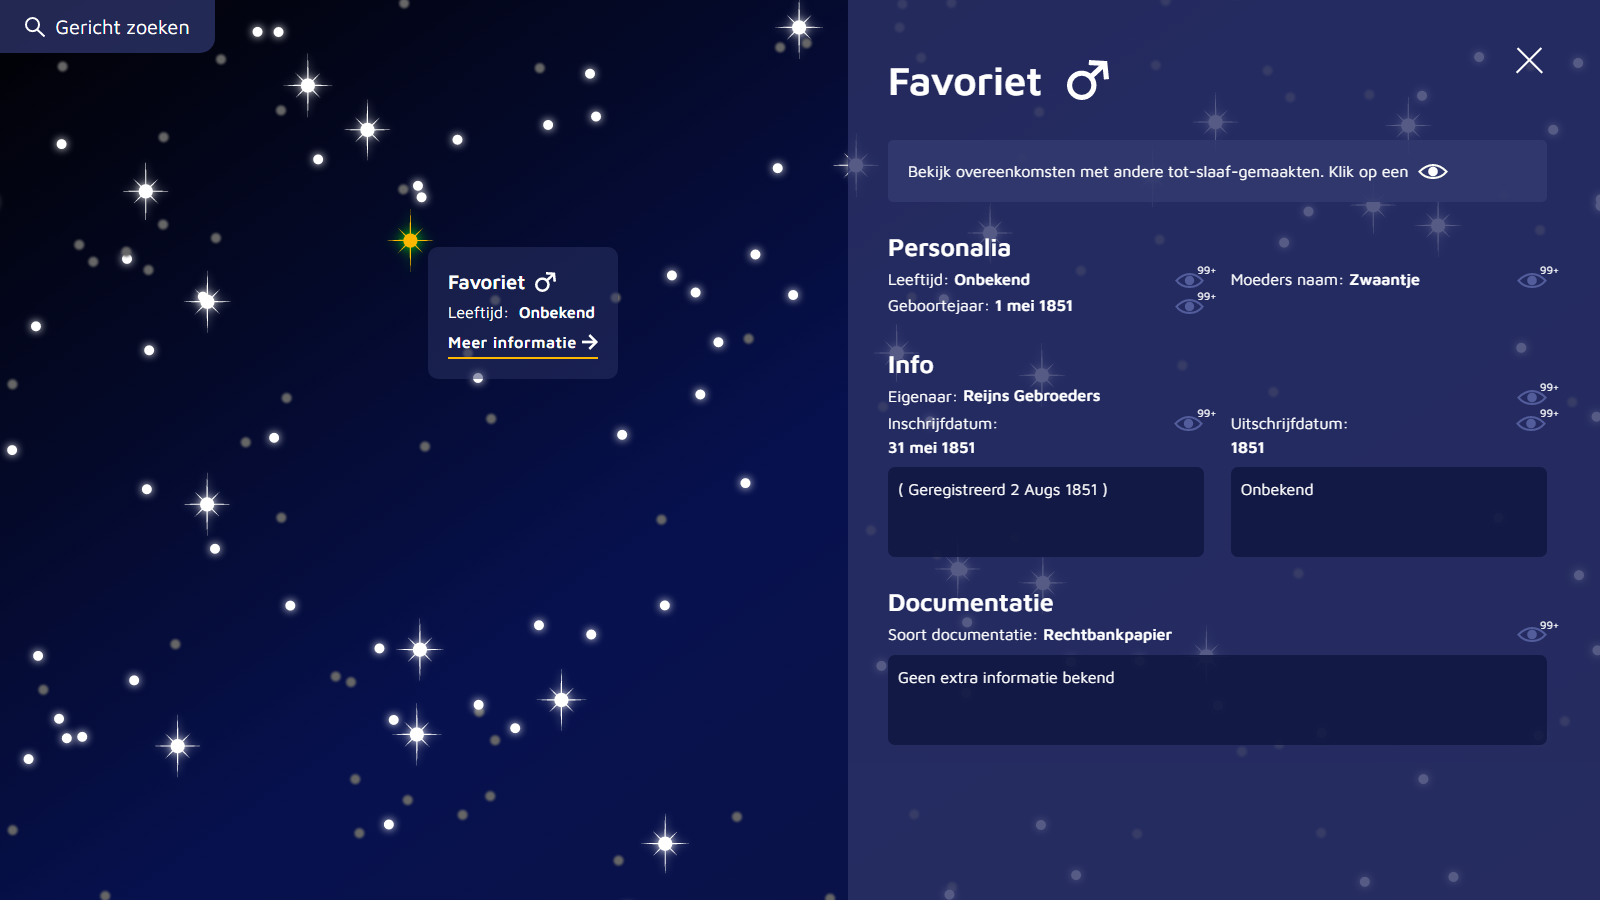 Gericht zoeken
Favoriet
Leeftijd: Onbekend
Meer informatie
Favoriet
Bekijk overeenkomsten met andere tot-slaaf-gemaakten. Klik op een
Personalia
Leeftijd: Onbekend 99+ Moeders naam: Zwaantje 99+
Geboortejaar: 1 mei 1851 99+
Info
Eigenaar: Reijns Gebroeders 99+
Inschrijfdatum: 99+ Uitschrijfdatum: 99+
31 mei 1851 1851
( Geregistreerd 2 Augs 1851 ) Onbekend
Documentatie
Soort documentatie: Rechtbankpapier 99+
Geen extra informatie bekend